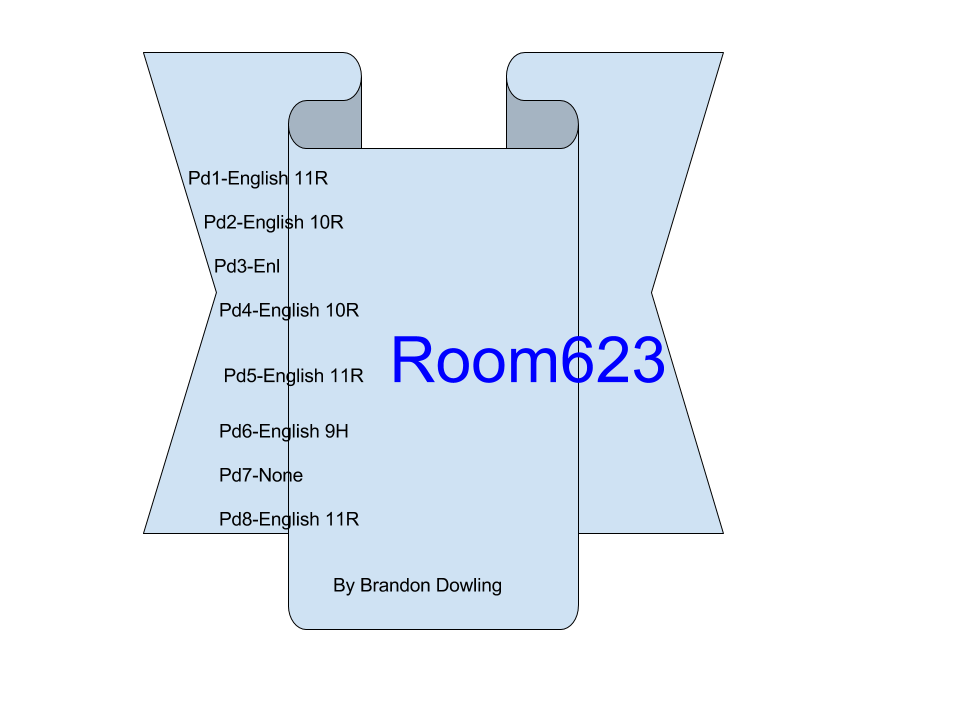 Pd1-English 11R
Pd2-English 10R
Pd3-Enl
Pd4-English 10R
Room623
Pd5-English 11R
Pd6-English 9H
Pd7-None
Pd8-English 11R
By Brandon Dowling